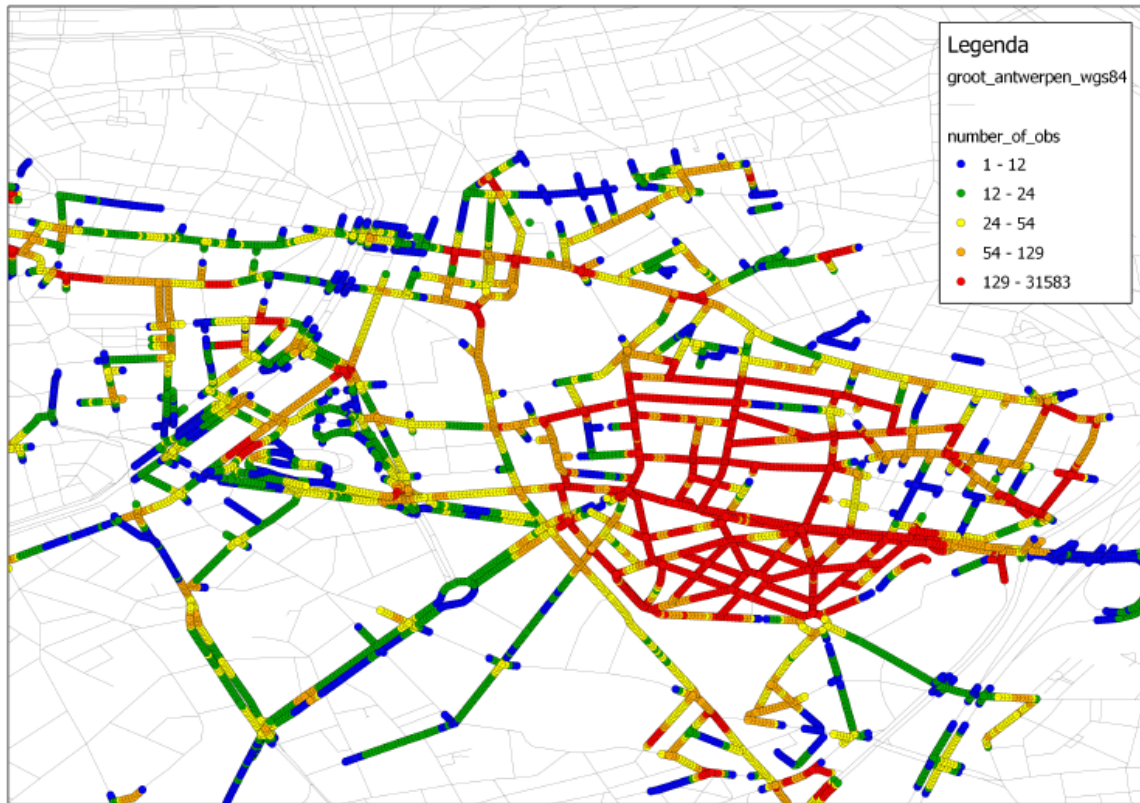 Legenda
groot_antwerpen_wgs84
number_of_obs
1 - 12
12 - 24
24 - 54
54 - 129
129 - 31583